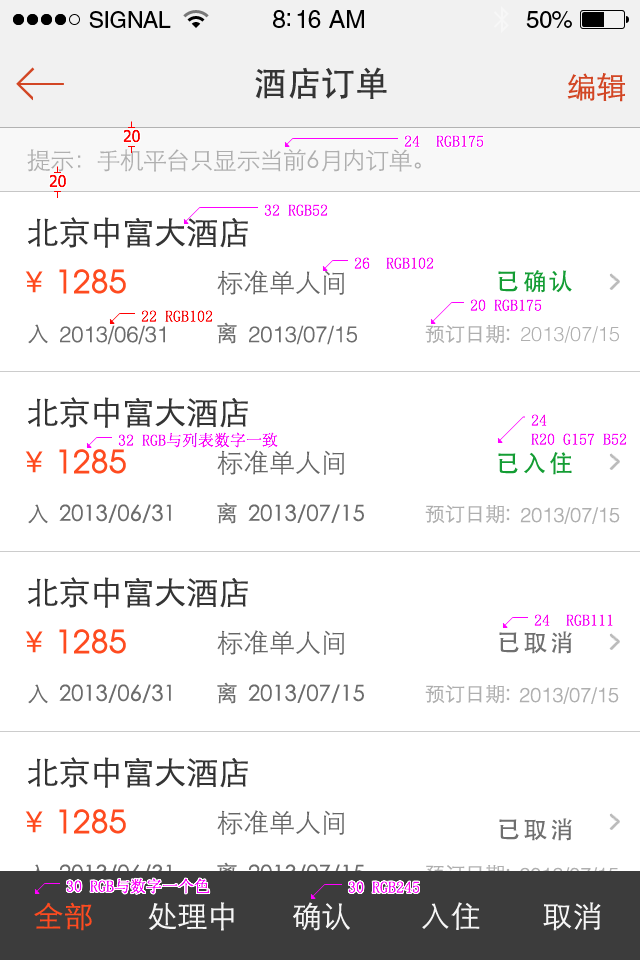 SIGNAL 8:16 AM 50%
酒店订单 编辑
20 24 RGB175
提示：手机平台只显示当前6月内订单。
20
32 RGB52
北京中富大酒店
26 RGB102
¥ 1285 标准单人间 已确认
22 RGB102 20 RGB175
入 2013/06/31 离 2013/07/15 预订日期: 2013/07/15
北京中富大酒店
24
R20 G157 B52
32 RGB与列表数字一致
¥ 1285 标准单人间 已入住
入 2013/06/31 离 2013/07/15 预订日期: 2013/07/15
北京中富大酒店
24 RGB111
¥ 1285 标准单人间 已取消
入 2013/06/31 离 2013/07/15 预订日期: 2013/07/15
北京中富大酒店
¥ 1285 标准单人间 已取消
30 RGB与数字一个色 30 RGB245
全部 处理中 确认 入住 取消